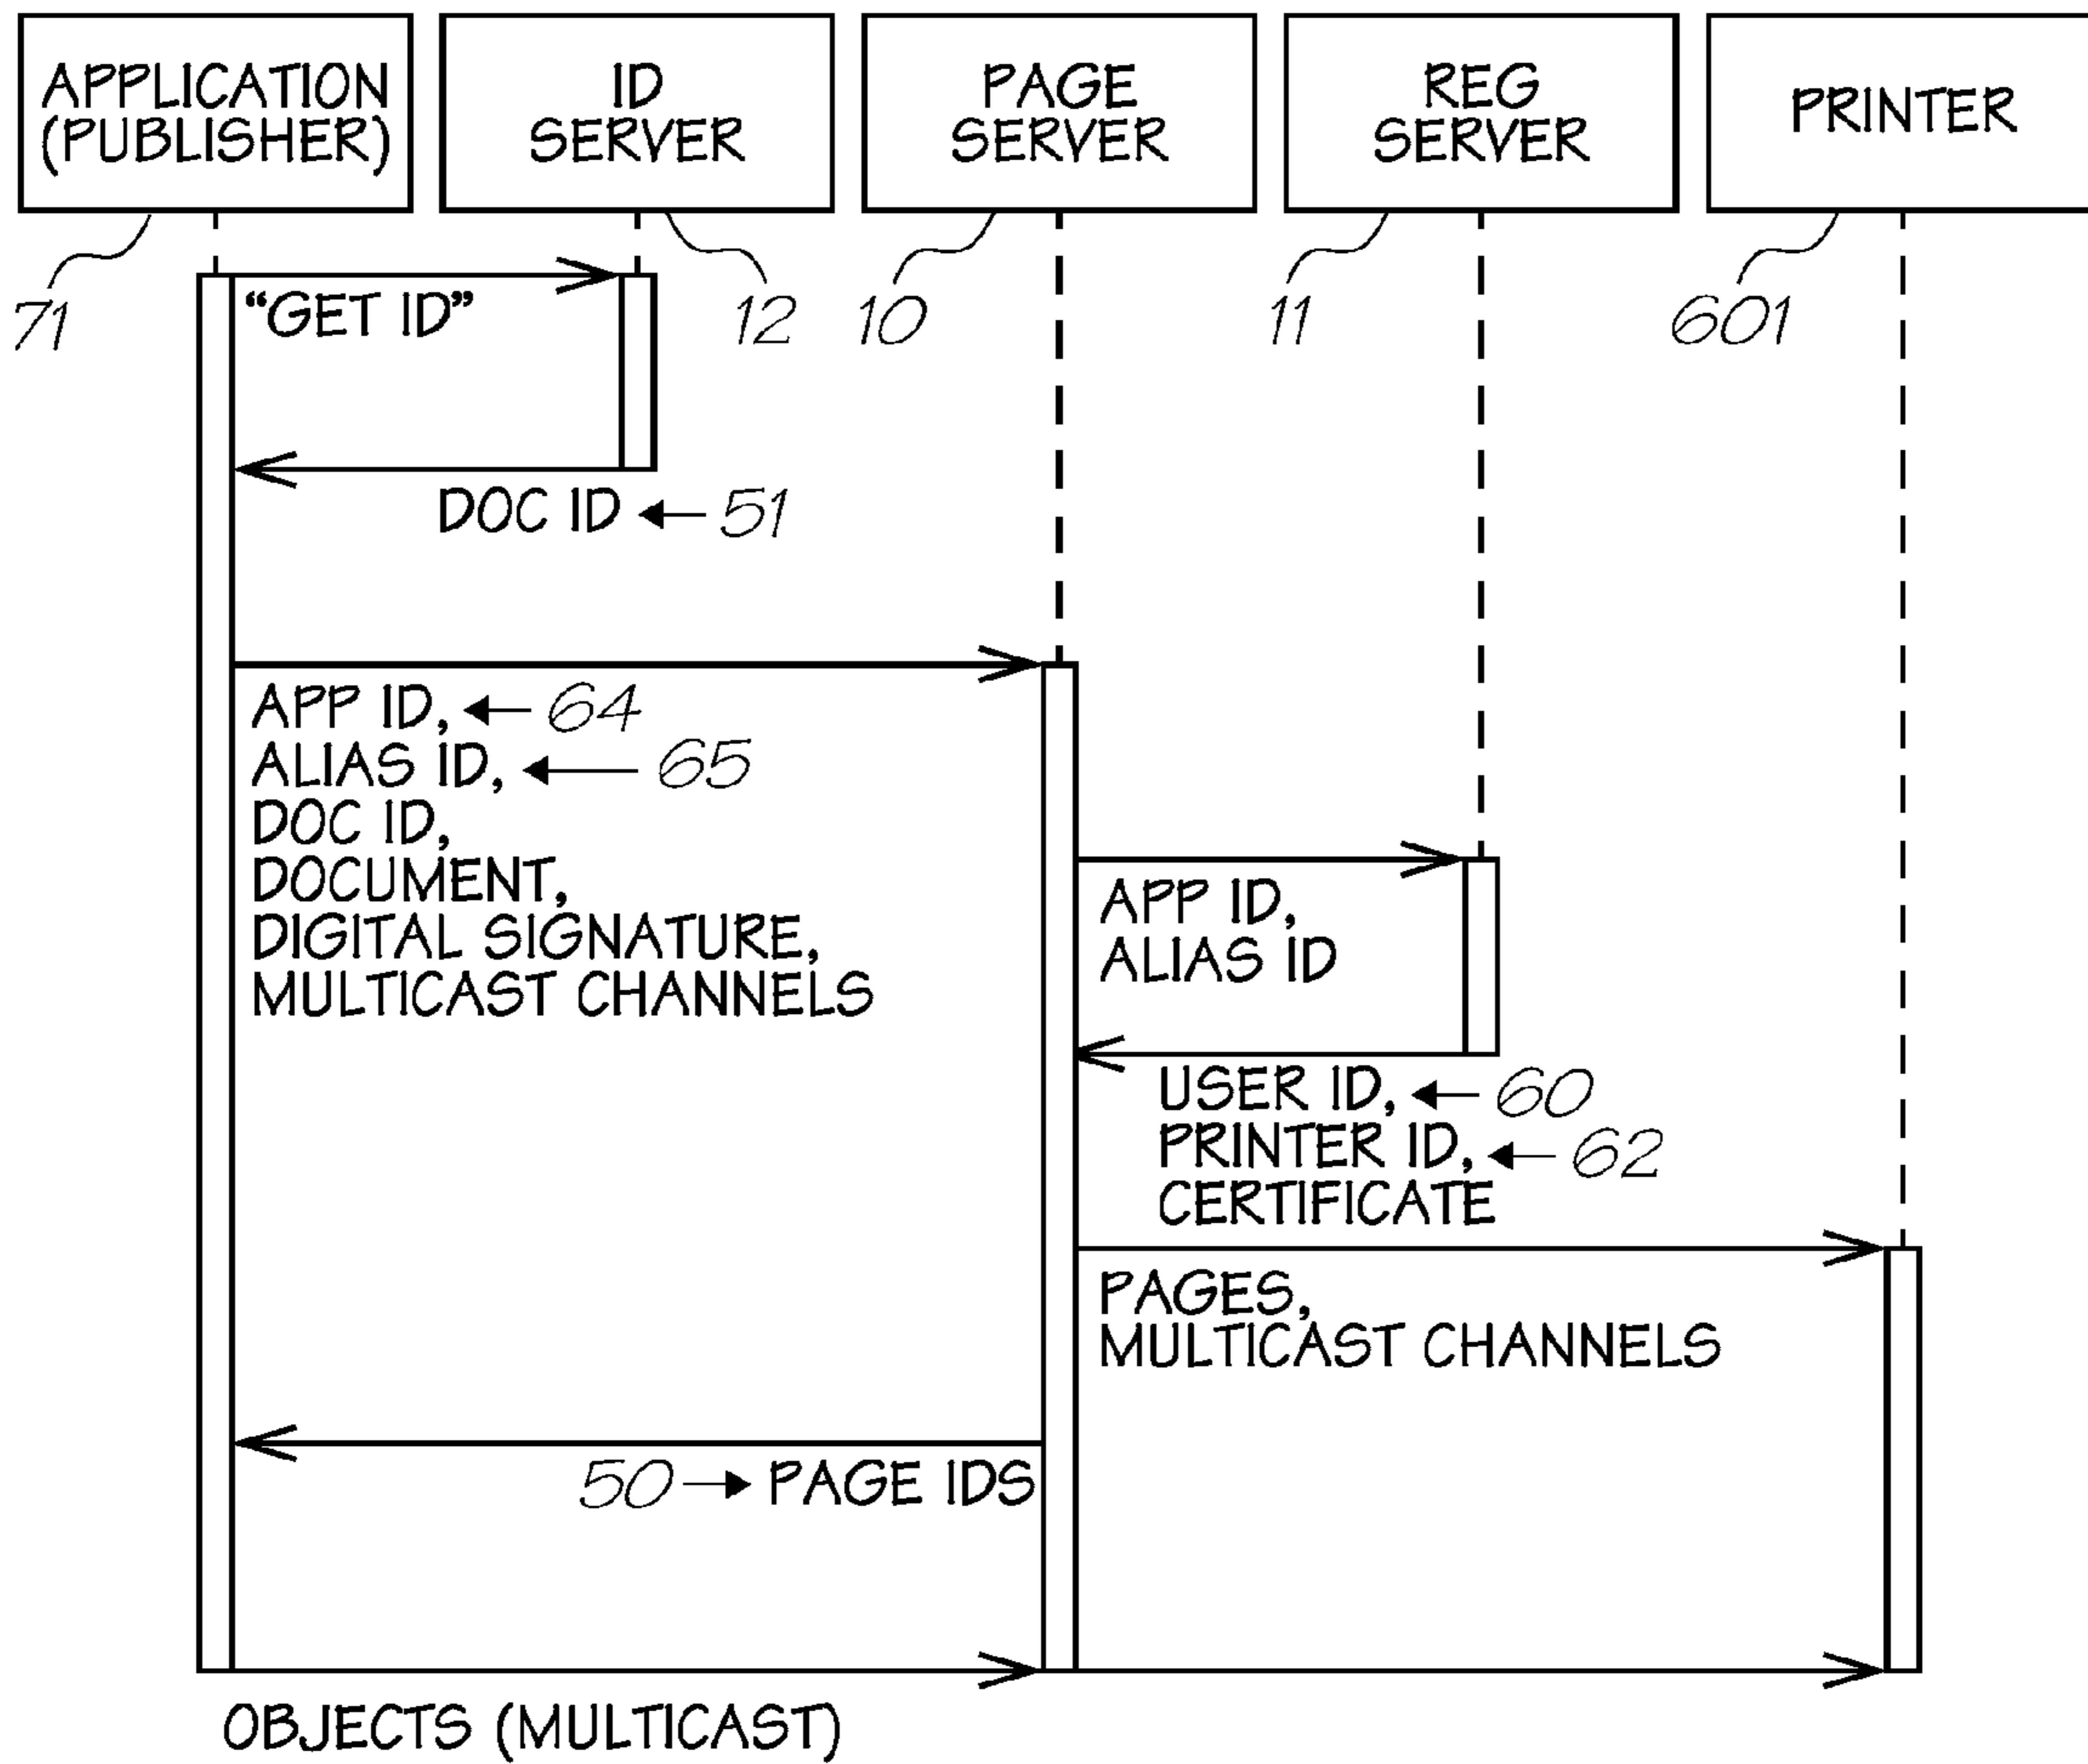 APPLICATION
(PUBLISHER)
ID
SERVER
PAGE
SERVER
REG
SERVER
PRINTER
71
12
10
11
601
“GET ID”
DOC ID 51
APP ID, 64
ALIAS ID, 65
DOC ID,
DOCUMENT,
DIGITAL SIGNATURE,
MULTICAST CHANNELS
APP ID,
ALIAS ID
USER ID, 60
PRINTER ID, 62
CERTIFICATE
PAGES,
MULTICAST CHANNELS
50 PAGE IDS
OBJECTS (MULTICAST)